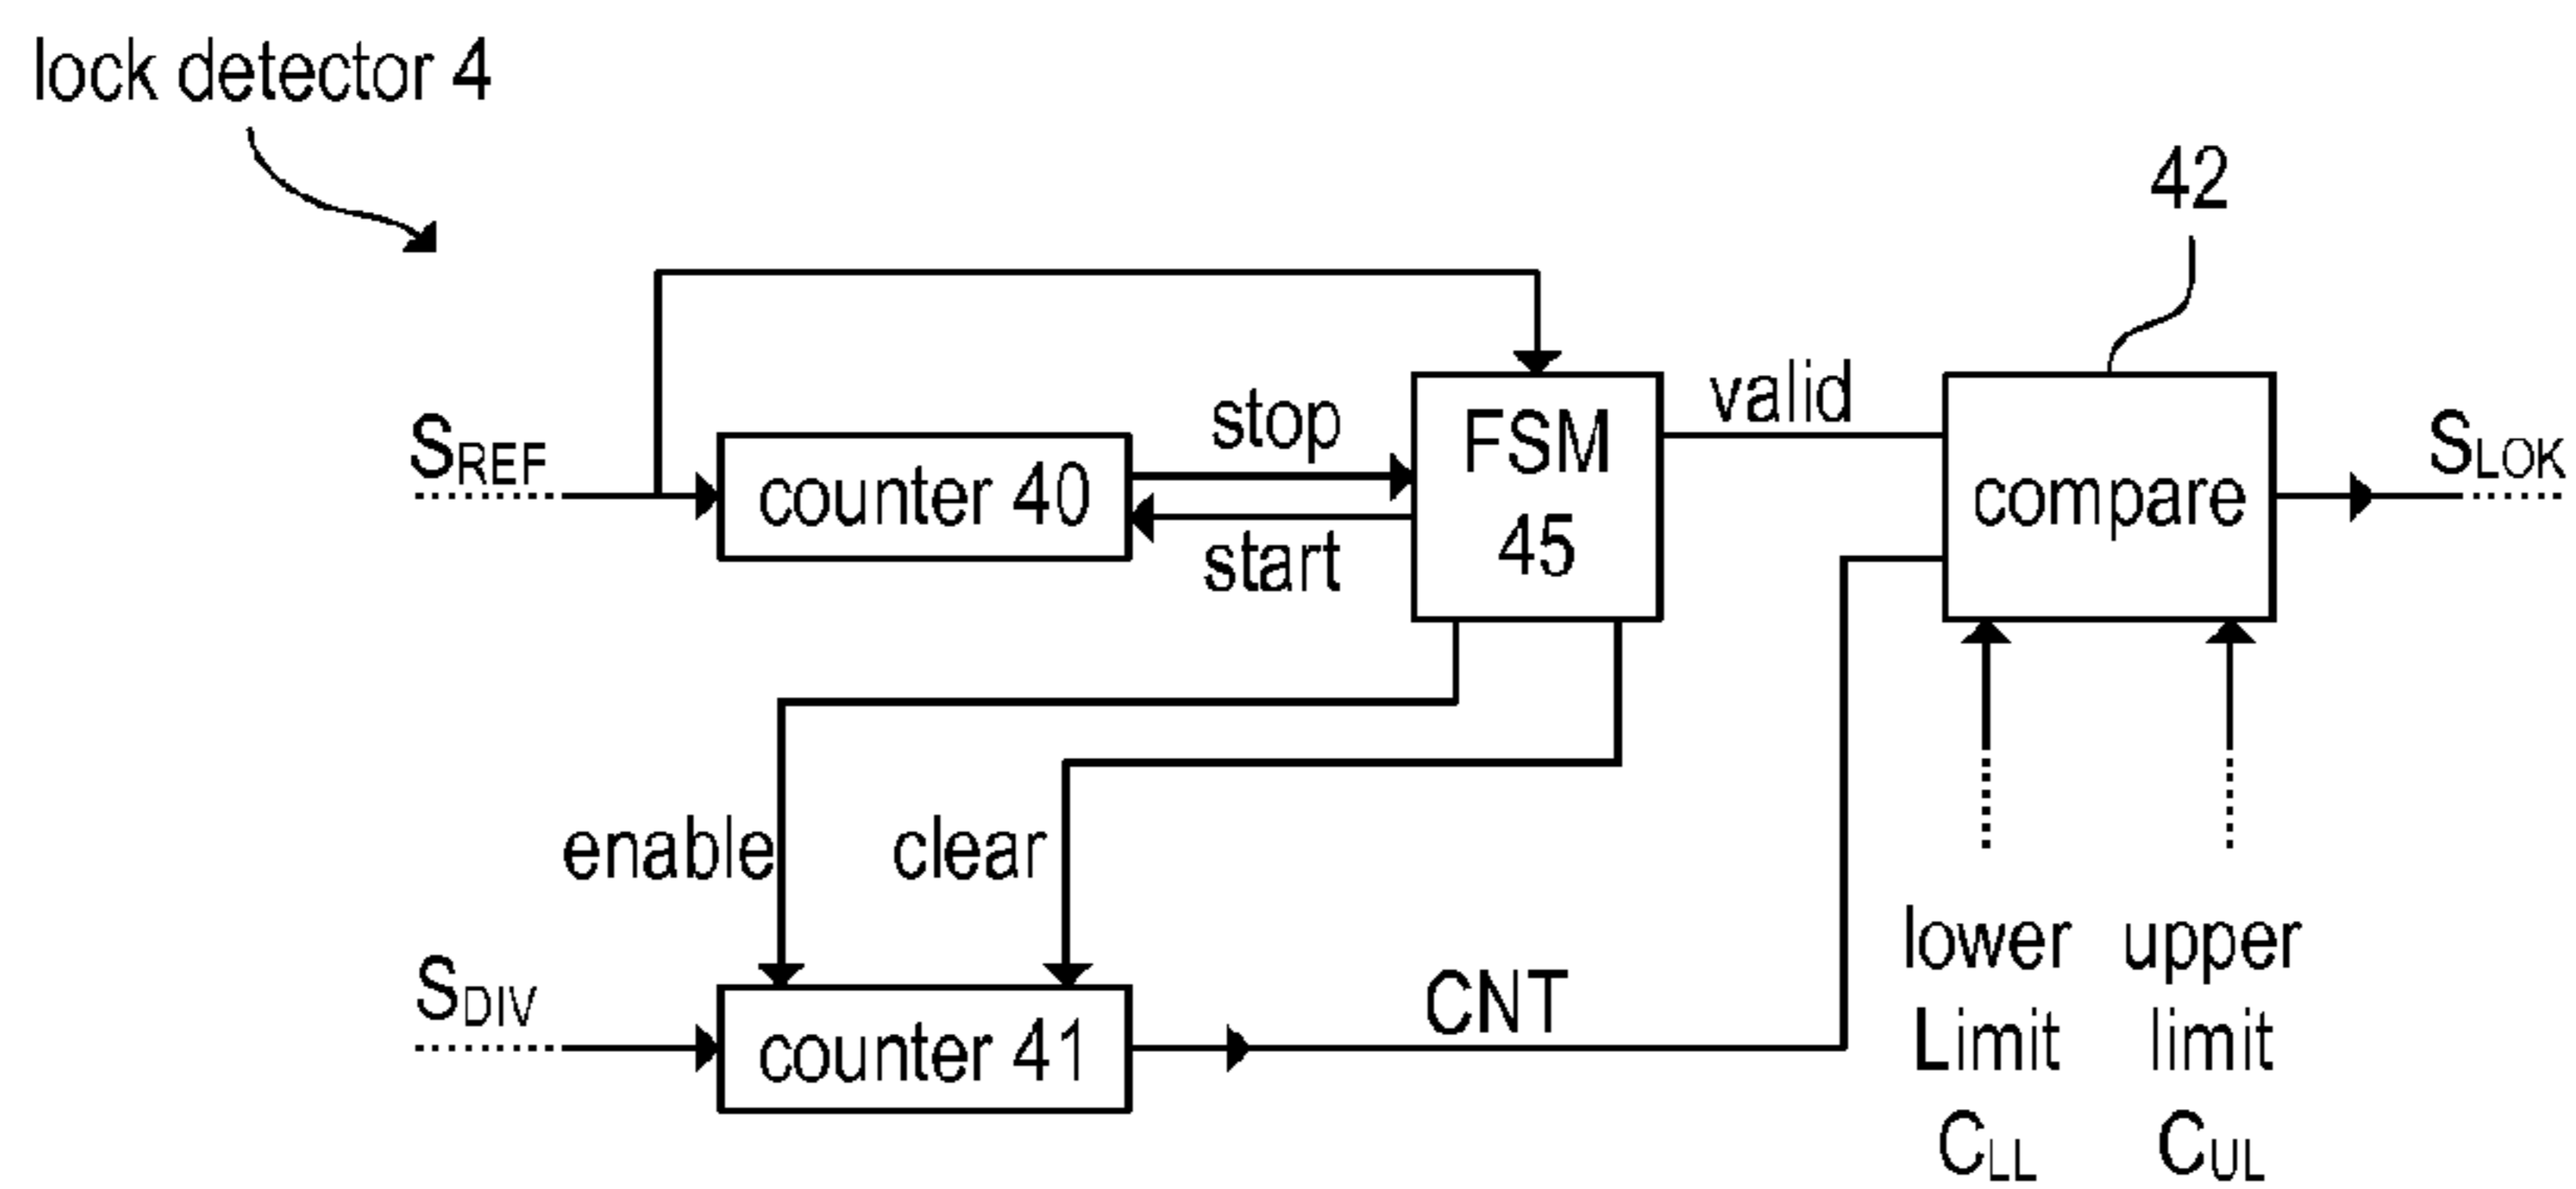 lock detector 4
42
SREF
counter 40
stop
start
FSM
45
valid
compare
SLOK
enable
clear
SDIV
counter 41
CNT
lower
Limit
CLL
upper
limit
CUL